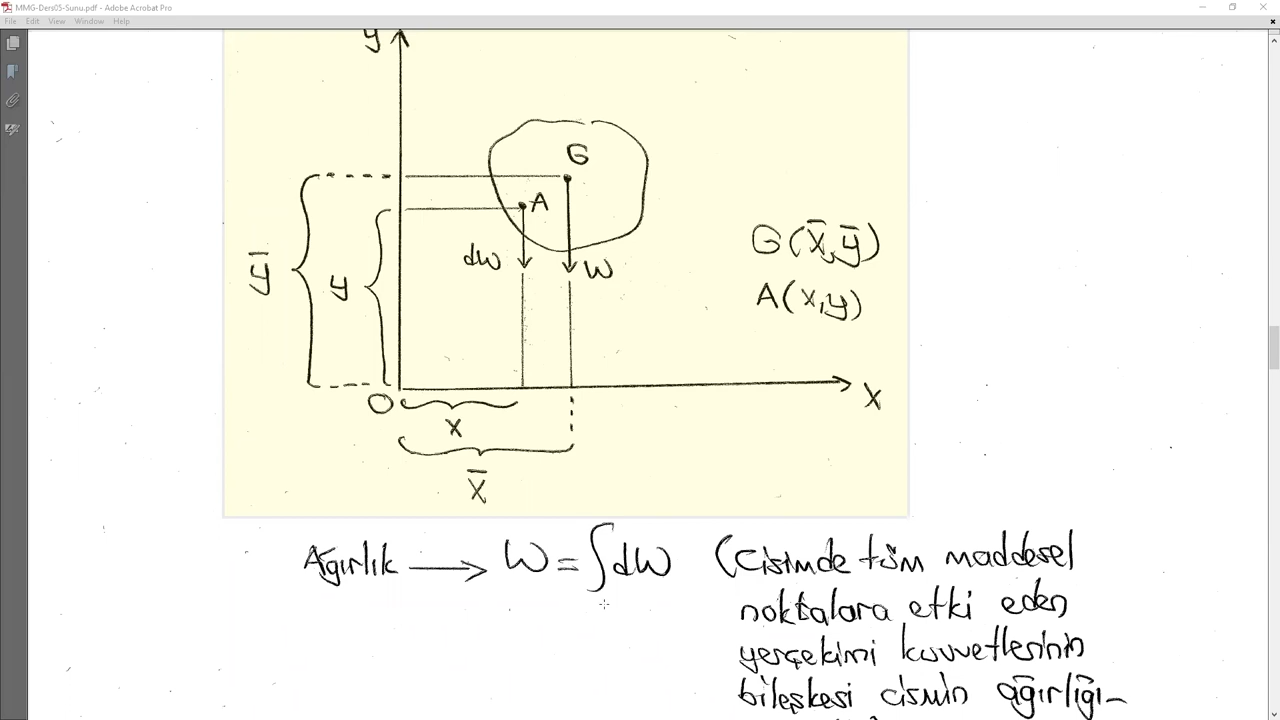 MMG-Ders05-Sunu.pdf - Adobe Acrobat Pro
File Edit View Window Help
y
G
A
dw
W
ȳ
y
G(x̄,ȳ)
A(x,y)
O
x
x
x̄
Ağırlık → W = ∫dW (Cisimde tüm maddesel
noktalara etki eden
yerçekimi kuvvetlerinin
bileşkesi cismin ağırlığı-